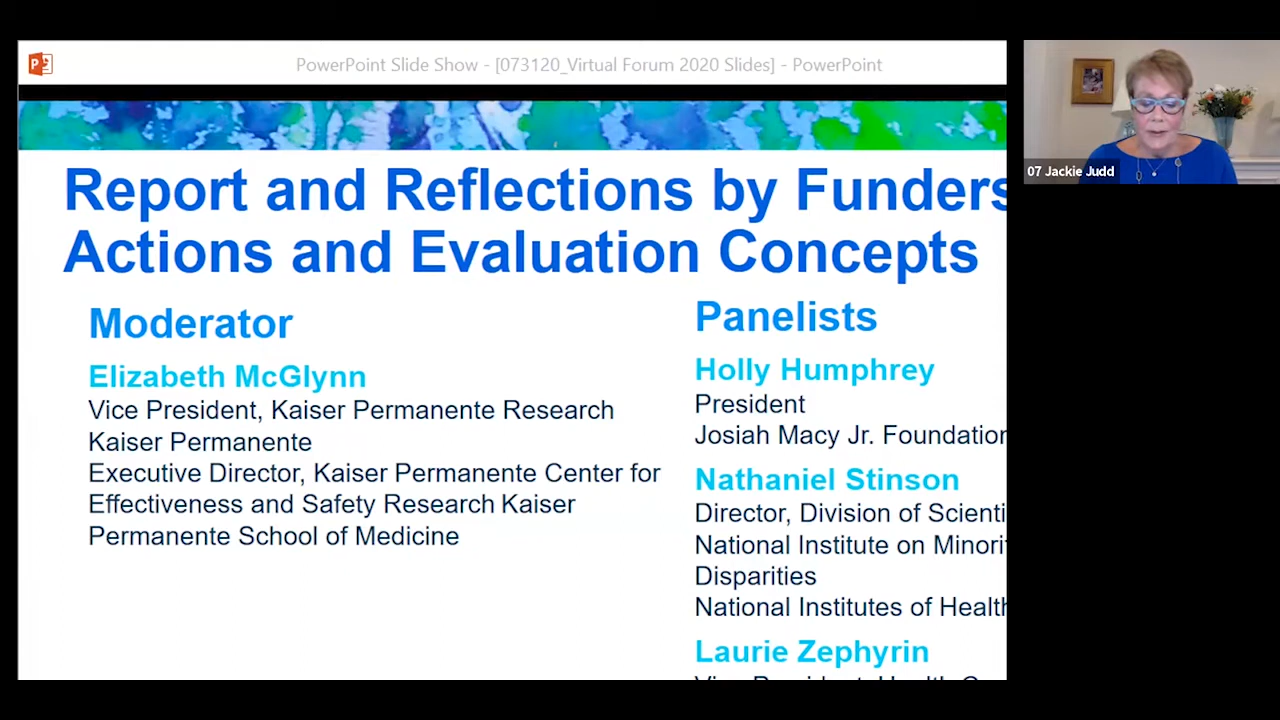 PowerPoint Slide Show - [073120_Virtual Forum 2020 Slides] - PowerPoint
Report and Reflections by Funders
Actions and Evaluation Concepts
Moderator
Elizabeth McGlynn
Vice President, Kaiser Permanente Research
Kaiser Permanente
Executive Director, Kaiser Permanente Center for
Effectiveness and Safety Research Kaiser
Permanente School of Medicine
Panelists
Holly Humphrey
President
Josiah Macy Jr. Foundation
Nathaniel Stinson
Director, Division of Scienti
National Institute on Minori
Disparities
National Institutes of Health
Laurie Zephyrin
07 Jackie Judd